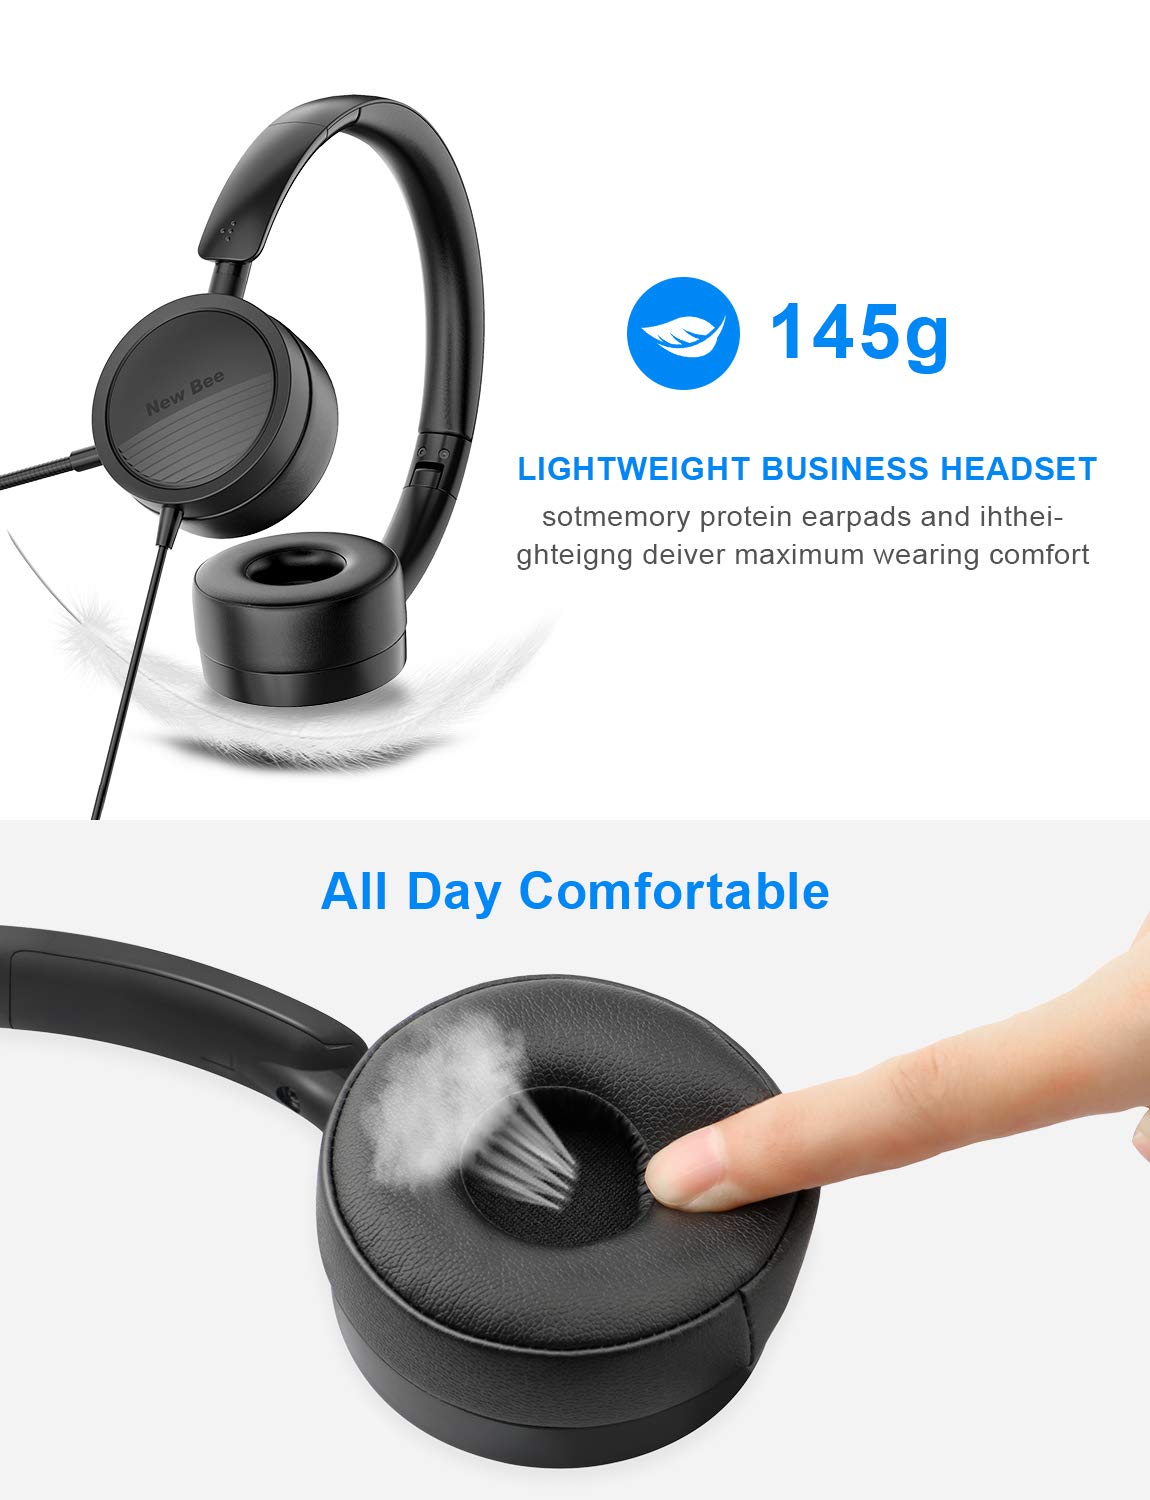 New Bee
145g
LIGHTWEIGHT BUSINESS HEADSET
sotmemory protein earpads and ihthei-
ghteigng deiver maximum wearing comfort
All Day Comfortable